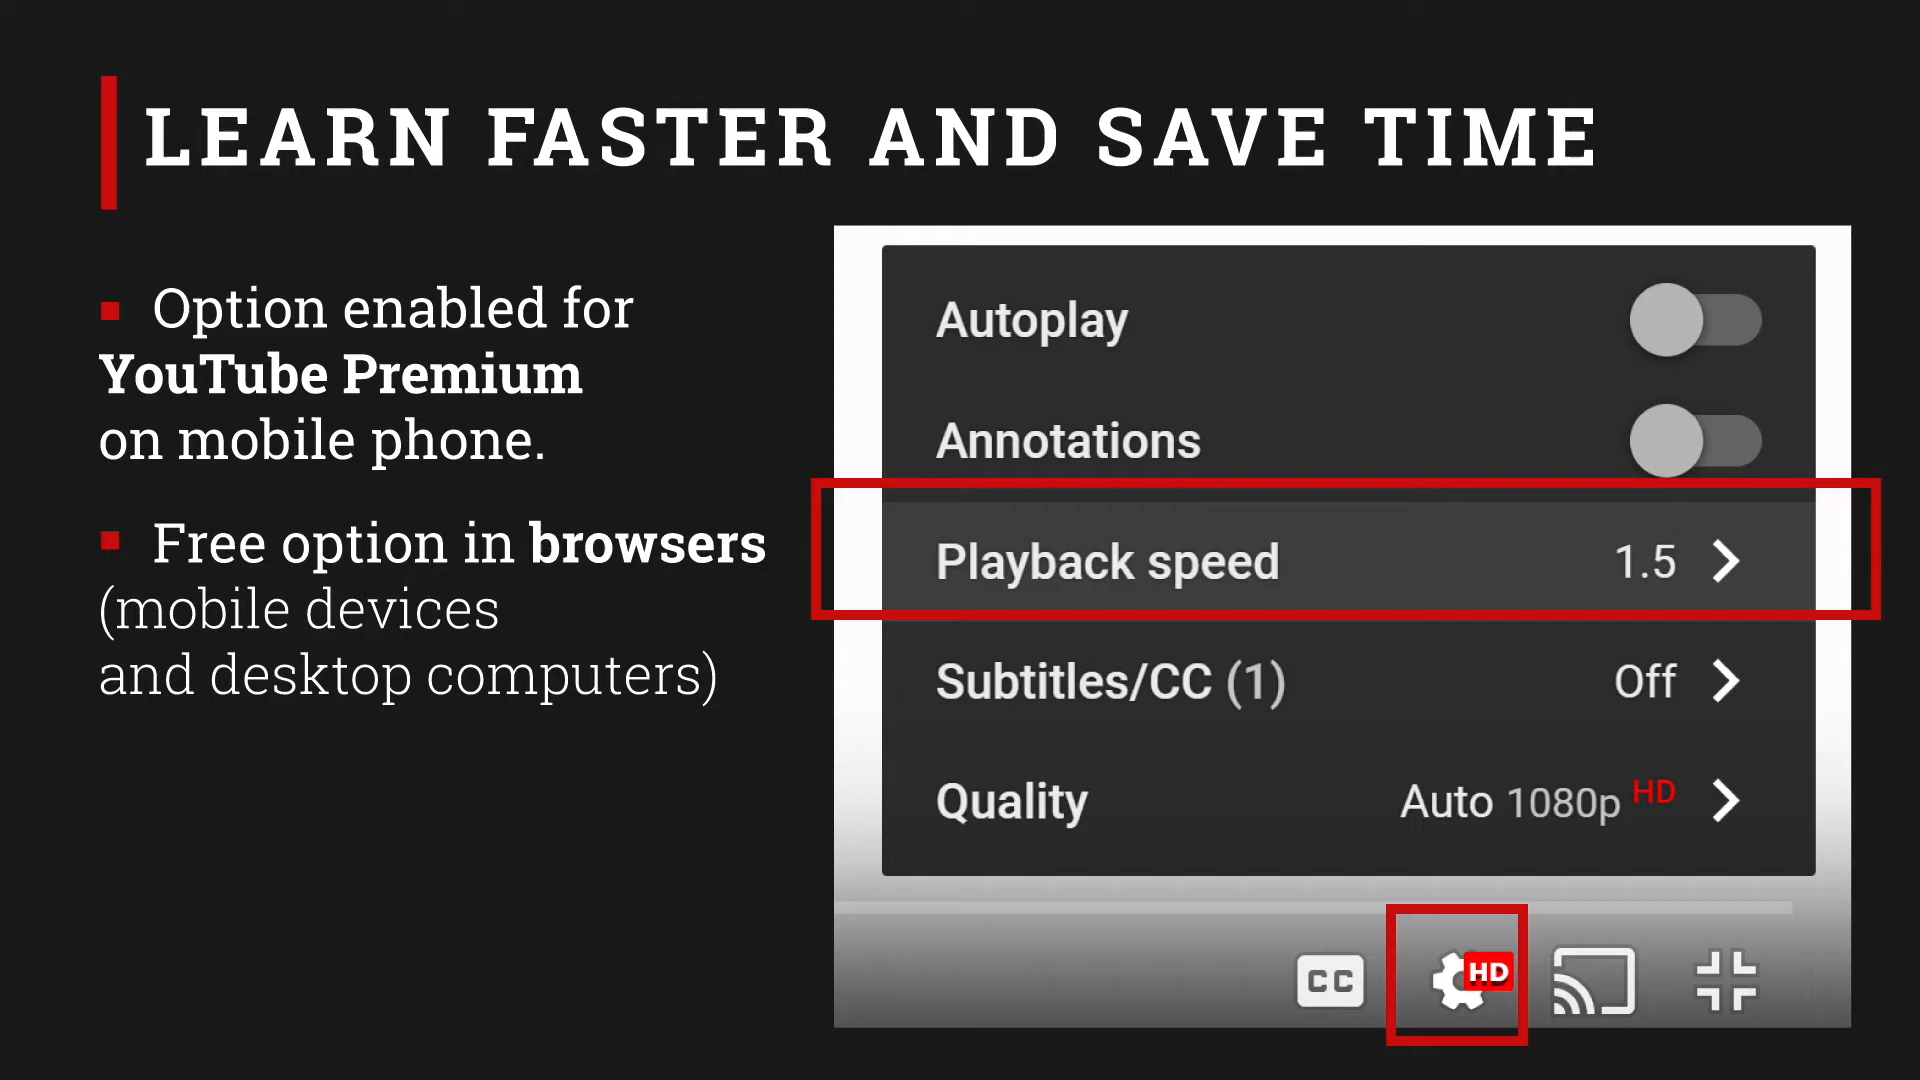 LEARN FASTER AND SAVE TIME
Option enabled for
YouTube Premium
on mobile phone.
Free option in browsers
(mobile devices
and desktop computers)
Autoplay
Annotations
Playback speed 1.5
Subtitles/CC (1) Off
Quality Auto 1080p HD
CC HD